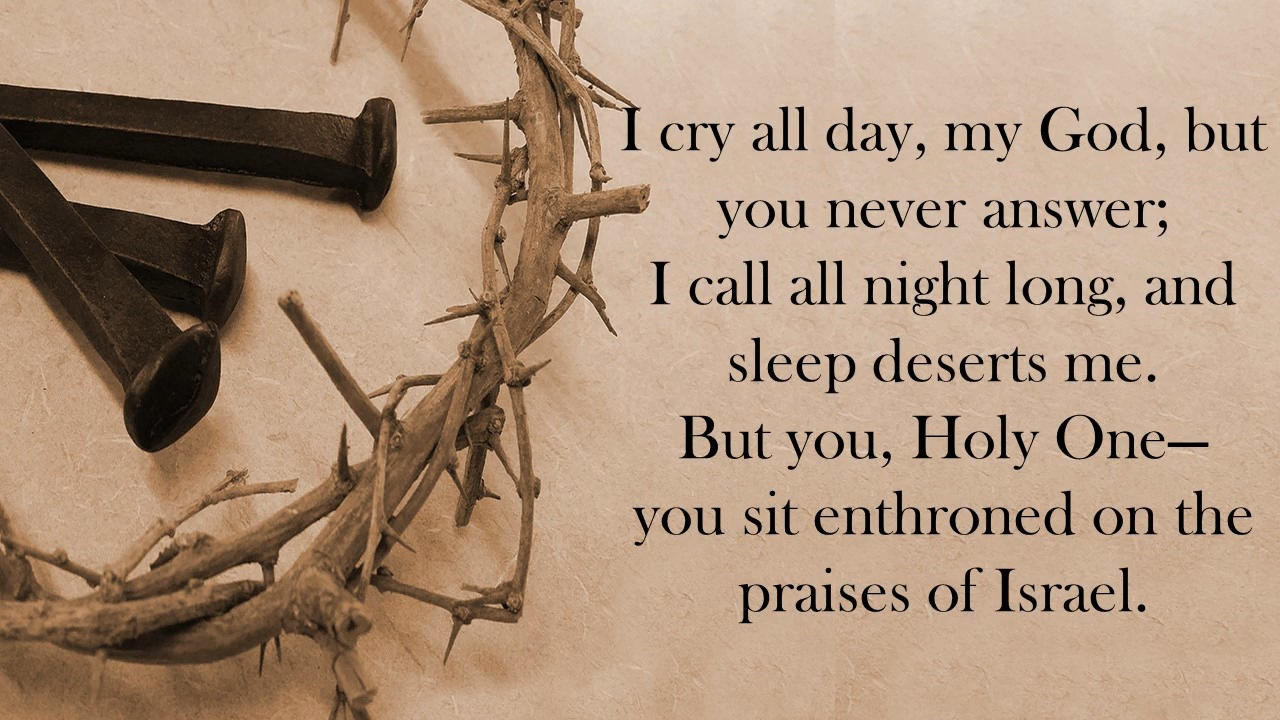 I cry all day, my God, but
you never answer;
I call all night long, and
sleep deserts me.
But you, Holy One—
you sit enthroned on the
praises of Israel.